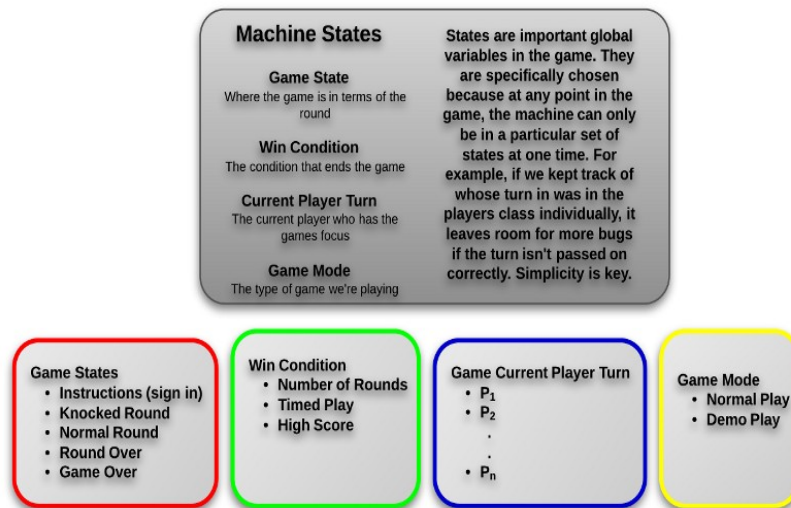 Machine States
Game State
Where the game is in terms of the
round
Win Condition
The condition that ends the game
Current Player Turn
The current player who has the
games focus
Game Mode
The type of game we're playing
States are important global
variables in the game. They
are specifically chosen
because at any point in the
game, the machine can only
be in a particular set of
states at one time. For
example, if we kept track of
whose turn in was in the
players class individually, it
leaves room for more bugs
if the turn isn't passed on
correctly. Simplicity is key.
Game States
• Instructions (sign in)
• Knocked Round
• Normal Round
• Round Over
• Game Over
Win Condition
• Number of Rounds
• Timed Play
• High Score
Game Current Player Turn
• P1
• P2
.
.
• Pn
Game Mode
• Normal Play
• Demo Play